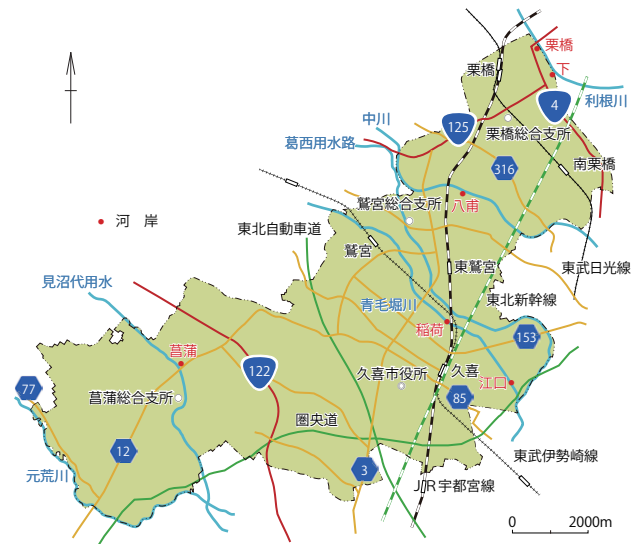 栗橋
栗橋
下
4
利根川
中川
125
栗橋総合支所
葛西用水路
316
南栗橋
鷲宮総合支所
八甫
河 岸
東北自動車道
鷲宮
東鷲宮
東武日光線
見沼代用水
青毛堀川
東北新幹線
稲荷
153
菖蒲
122
久喜市役所
久喜
江口
77
菖蒲総合支所
85
圏央道
12
3
東武伊勢崎線
元荒川
JR宇都宮線
0
2000m